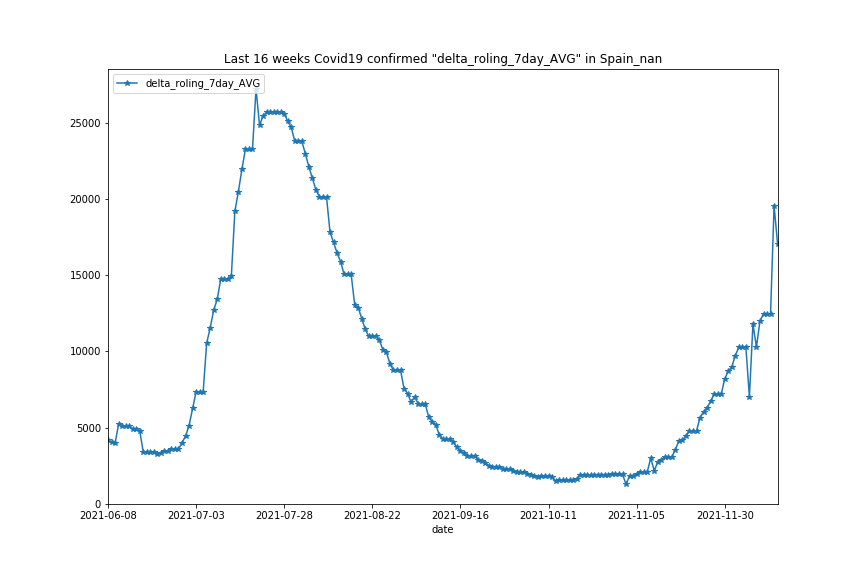 Last 16 weeks Covid19 confirmed "delta_roling_7day_AVG" in Spain_nan
delta_roling_7day_AVG
25000
20000
15000
10000
5000
0
2021-06-08 2021-07-03 2021-07-28 2021-08-22 2021-09-16 2021-10-11 2021-11-05 2021-11-30
date